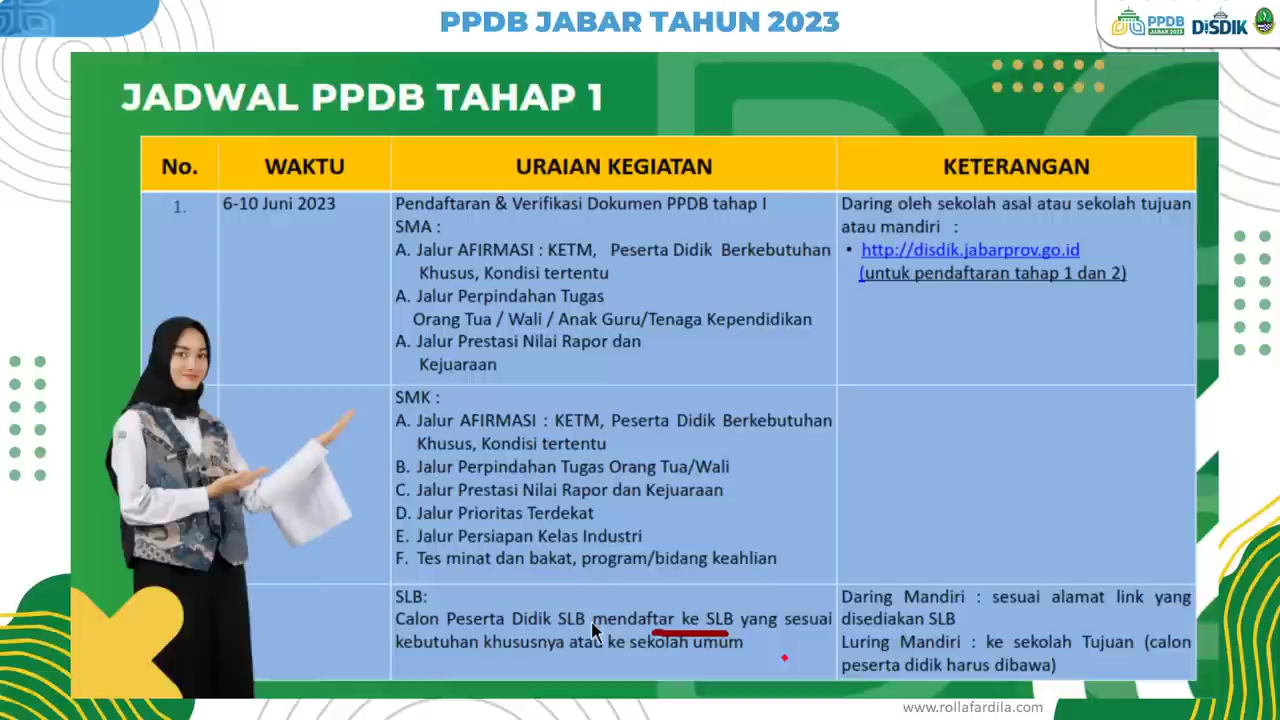 PPDB JABAR TAHUN 2023
PPDB
JABAR 2023
DISDIK
JADWAL PPDB TAHAP 1
No.
WAKTU
URAIAN KEGIATAN
KETERANGAN
1.
6-10 Juni 2023
Pendaftaran & Verifikasi Dokumen PPDB tahap I
SMA :
A. Jalur AFIRMASI : KETM, Peserta Didik Berkebutuhan
Khusus, Kondisi tertentu
A. Jalur Perpindahan Tugas
Orang Tua / Wali / Anak Guru/Tenaga Kependidikan
A. Jalur Prestasi Nilai Rapor dan
Kejuaraan
Daring oleh sekolah asal atau sekolah tujuan
atau mandiri :
• http://disdik.jabarprov.go.id
(untuk pendaftaran tahap 1 dan 2)
SMK :
A. Jalur AFIRMASI : KETM, Peserta Didik Berkebutuhan
Khusus, Kondisi tertentu
B. Jalur Perpindahan Tugas Orang Tua/Wali
C. Jalur Prestasi Nilai Rapor dan Kejuaraan
D. Jalur Prioritas Terdekat
E. Jalur Persiapan Kelas Industri
F. Tes minat dan bakat, program/bidang keahlian
SLB:
Calon Peserta Didik SLB mendaftar ke SLB yang sesuai
kebutuhan khususnya atau ke sekolah umum
Daring Mandiri : sesuai alamat link yang
disediakan SLB
Luring Mandiri : ke sekolah Tujuan (calon
peserta didik harus dibawa)
www.rollafardila.com